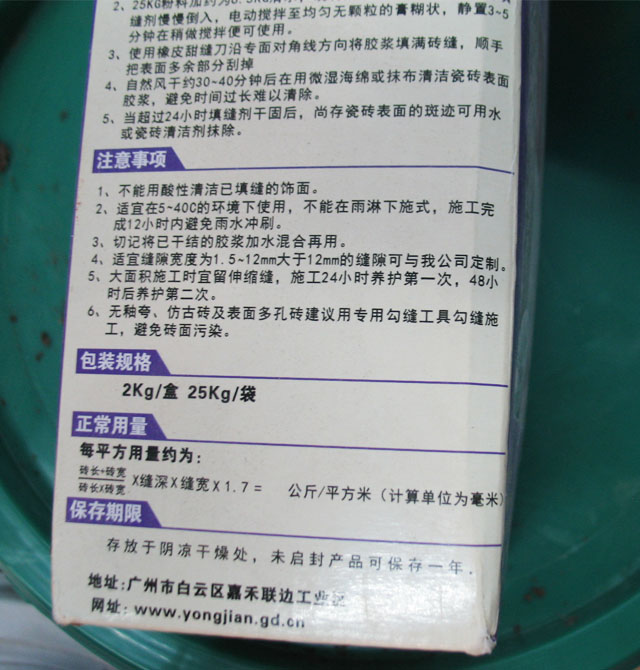 2、25KG粉料加约为
缝剂慢慢倒入，电动搅拌至均匀无颗粒的膏糊状，静置3~5
分钟在稍做搅拌便可使用。
3、使用橡皮甜缝刀沿专面对角线方向将胶浆填满砖缝，顺手
把表面多余部分刮掉
4、自然风干约30~40分钟后在用微湿海绵或抹布清洁瓷砖表面
胶浆，避免时间过长难以清除。
5、当超过24小时填缝剂干固后，尚存瓷砖表面的斑迹可用水
或瓷砖清洁剂抹除。
注意事项
1、不能用酸性清洁已填缝的饰面。
2、适宜在5~40C的环境下使用，不能在雨淋下施式，施工完
成12小时内避免雨水冲刷。
3、切记将已干结的胶浆加水混合再用。
4、适宜缝隙宽度为1.5~12mm大于12mm的缝隙可与我公司定制。
5、大面积施工时宜留伸缩缝，施工24小时养护第一次，48小
时后养护第二次。
6、无釉夸、仿古砖及表面多孔砖建议用专用勾缝工具勾缝施
工，避免砖面污染。
包装规格
2Kg/盒 25Kg/袋
正常用量
每平方用量约为：
砖长+砖宽
砖长X砖宽 X缝深X缝宽X1.7= 公斤/平方米（计算单位为毫米）
保存期限
存放于阴凉干燥处，未启封产品可保存一年.
地址:广州市白云区嘉禾联边工业区
网址: www.yongjian.gd.cn